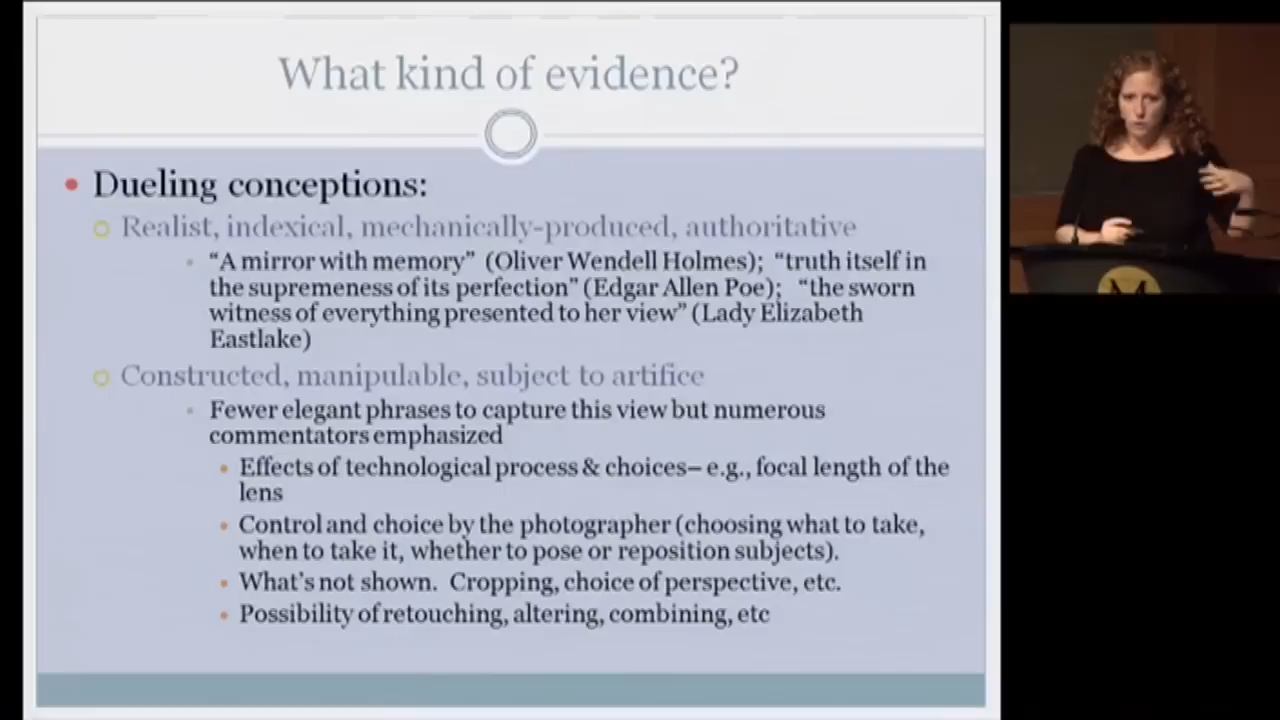 What kind of evidence?
Dueling conceptions:
Realist, indexical, mechanically-produced, authoritative
“A mirror with memory” (Oliver Wendell Holmes); “truth itself in
the supremeness of its perfection” (Edgar Allen Poe); “the sworn
witness of everything presented to her view” (Lady Elizabeth
Eastlake)
Constructed, manipulable, subject to artifice
Fewer elegant phrases to capture this view but numerous
commentators emphasized
Effects of technological process & choices– e.g., focal length of the
lens
Control and choice by the photographer (choosing what to take,
when to take it, whether to pose or reposition subjects).
What’s not shown. Cropping, choice of perspective, etc.
Possibility of retouching, altering, combining, etc